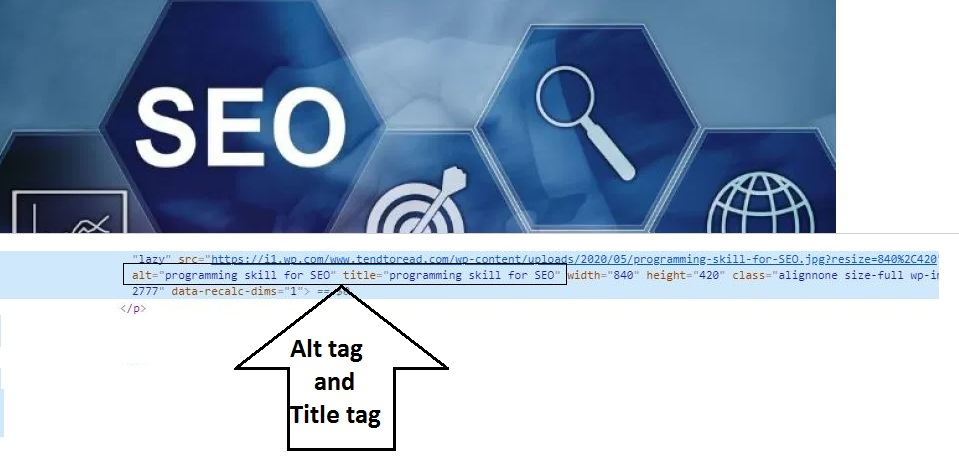 SEO
"lazy" src="https://i1.wp.com/www.tendtoread.com/wp-content/uploads/2020/05/programming-skill-for-SEO.jpg?resize=840%2C420"
alt="programming skill for SEO" title="programming skill for SEO" width="840" height="420" class="alignnone size-full wp-im
2777" data-recalc-dims="1"> ==
</p>
Alt tag
and
Title tag